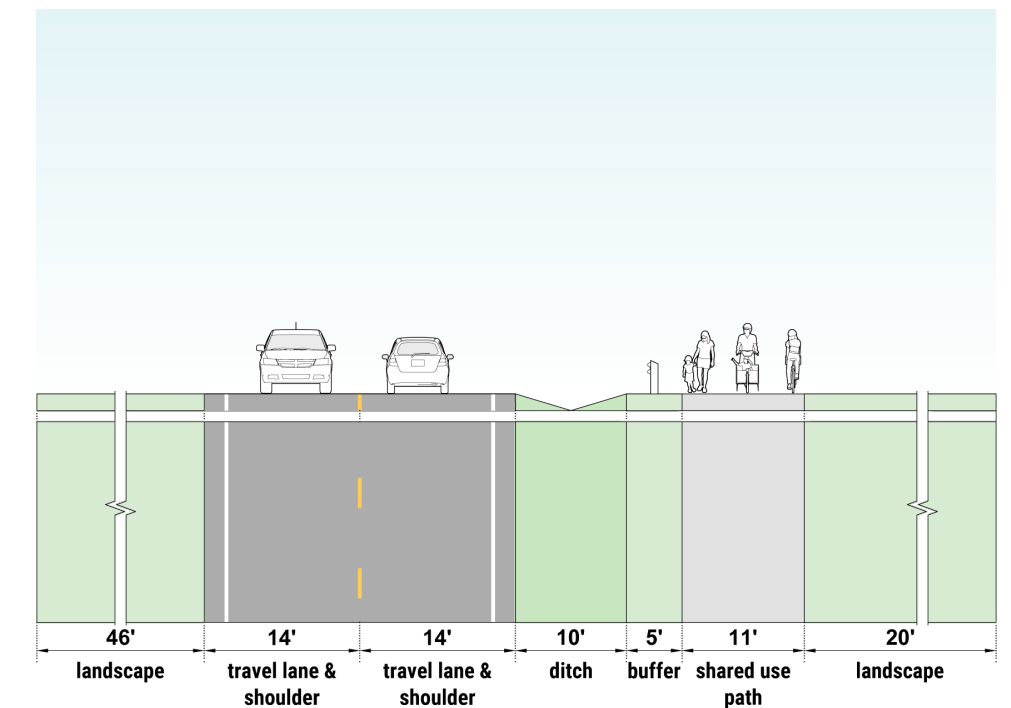 46'
14'
14'
10'
5'
11'
20'
landscape
travel lane &
shoulder
travel lane &
shoulder
ditch
buffer
shared use
path
landscape